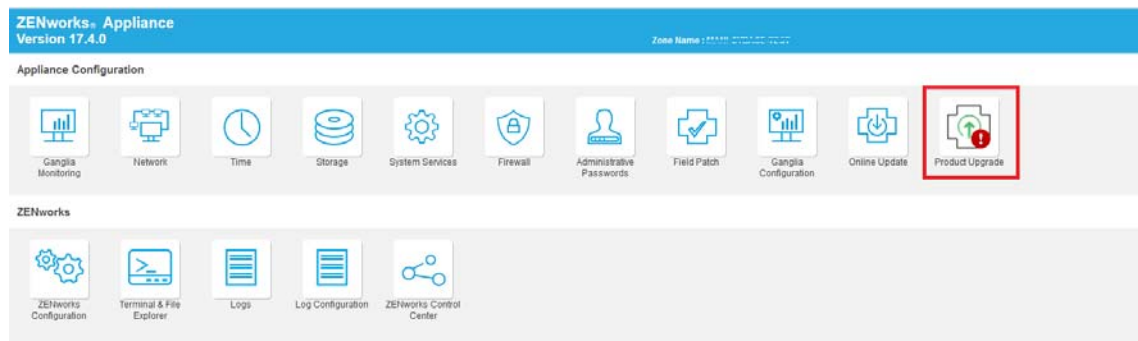 ZENworks® Appliance
Version 17.4.0
Zone Name :
Appliance Configuration
Ganglia
Monitoring
Network
Time
Storage
System Services
Firewall
Administrative
Passwords
Field Patch
Ganglia
Configuration
Online Update
Product Upgrade
ZENworks
ZENworks
Configuration
Terminal & File
Explorer
Logs
Log Configuration
ZENworks Control
Center